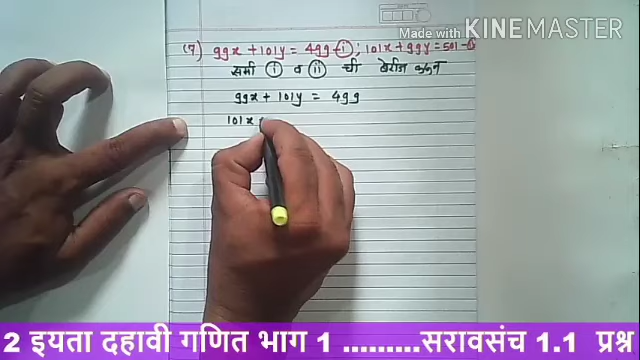 Made with KINEMASTER
(7) 99x + 101y = 499 - (i) ; 101x + 99y = 501 - (ii)
समी (i) व (ii) ची बेरीज करून
99x + 101y = 499
101x
2 इयता दहावी गणित भाग 1 .........सरावसंच 1.1 प्रश्न